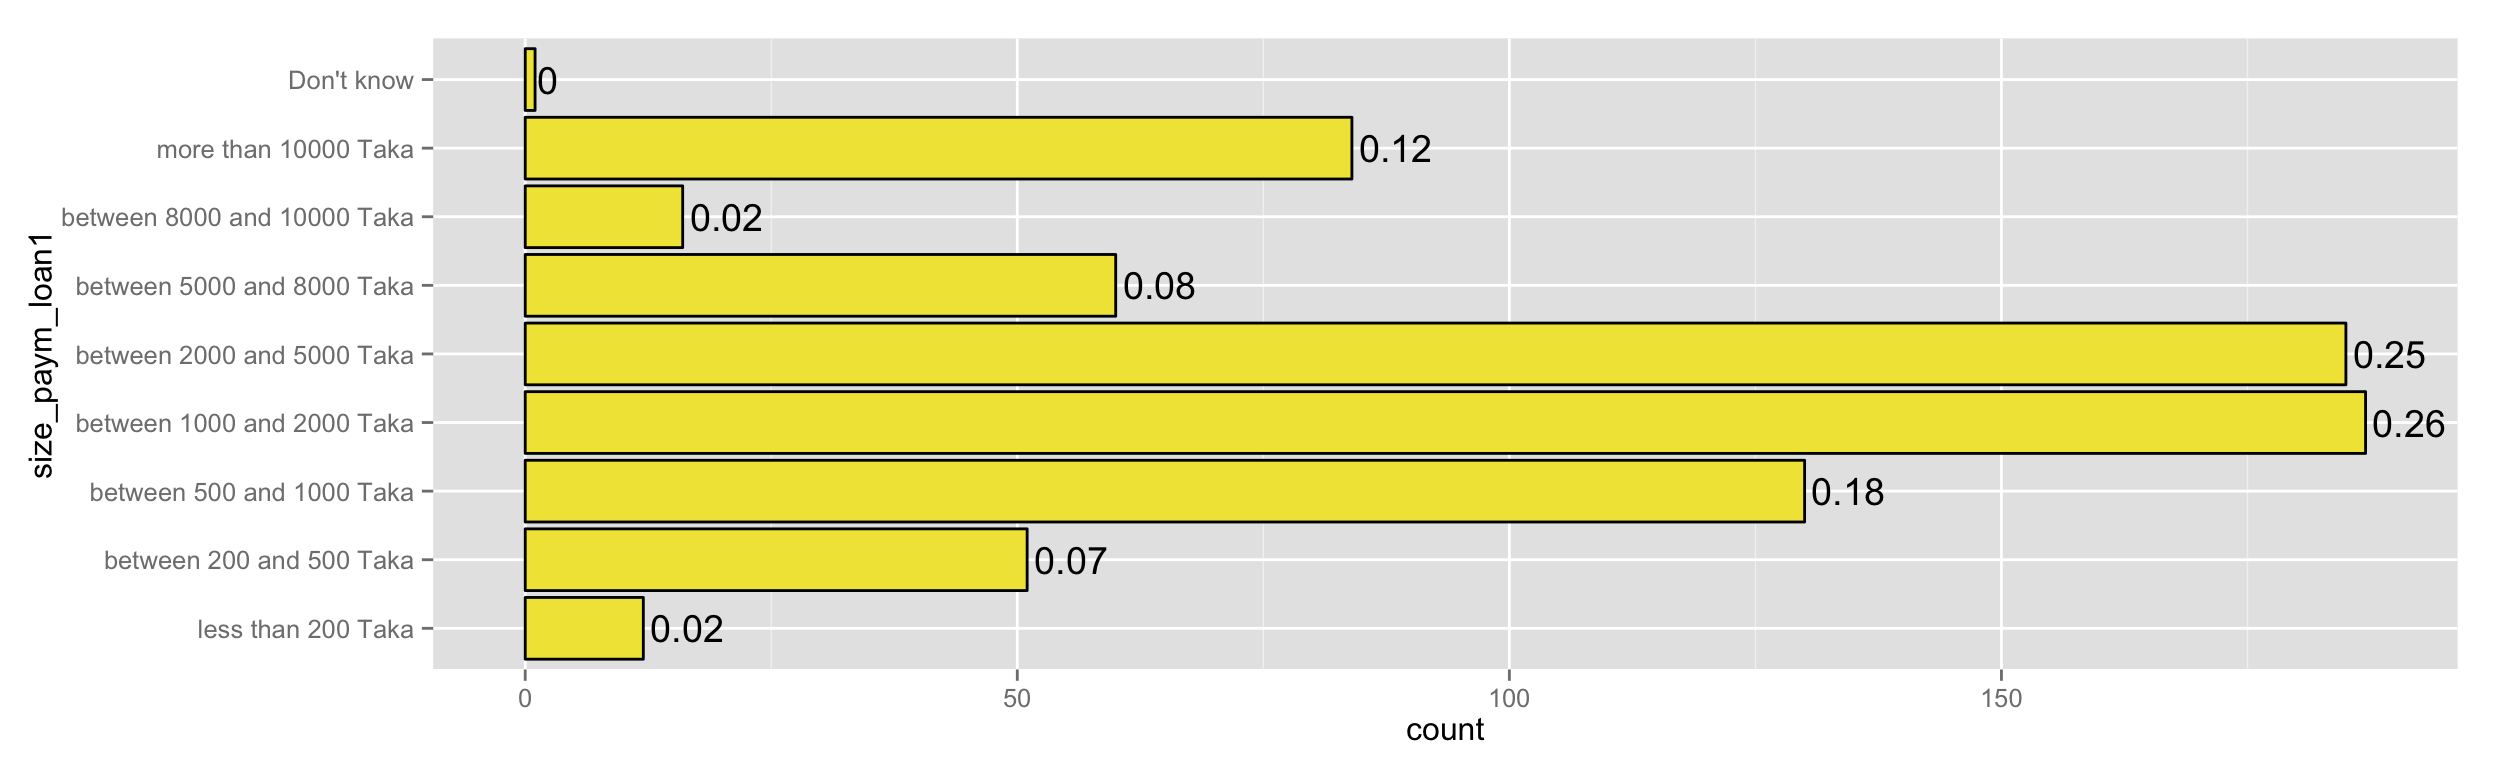 size_paym_loan1
Don't know
0
more than 10000 Taka
0.12
between 8000 and 10000 Taka
0.02
between 5000 and 8000 Taka
0.08
between 2000 and 5000 Taka
0.25
between 1000 and 2000 Taka
0.26
between 500 and 1000 Taka
0.18
between 200 and 500 Taka
0.07
less than 200 Taka
0.02
0 50 100 150
count